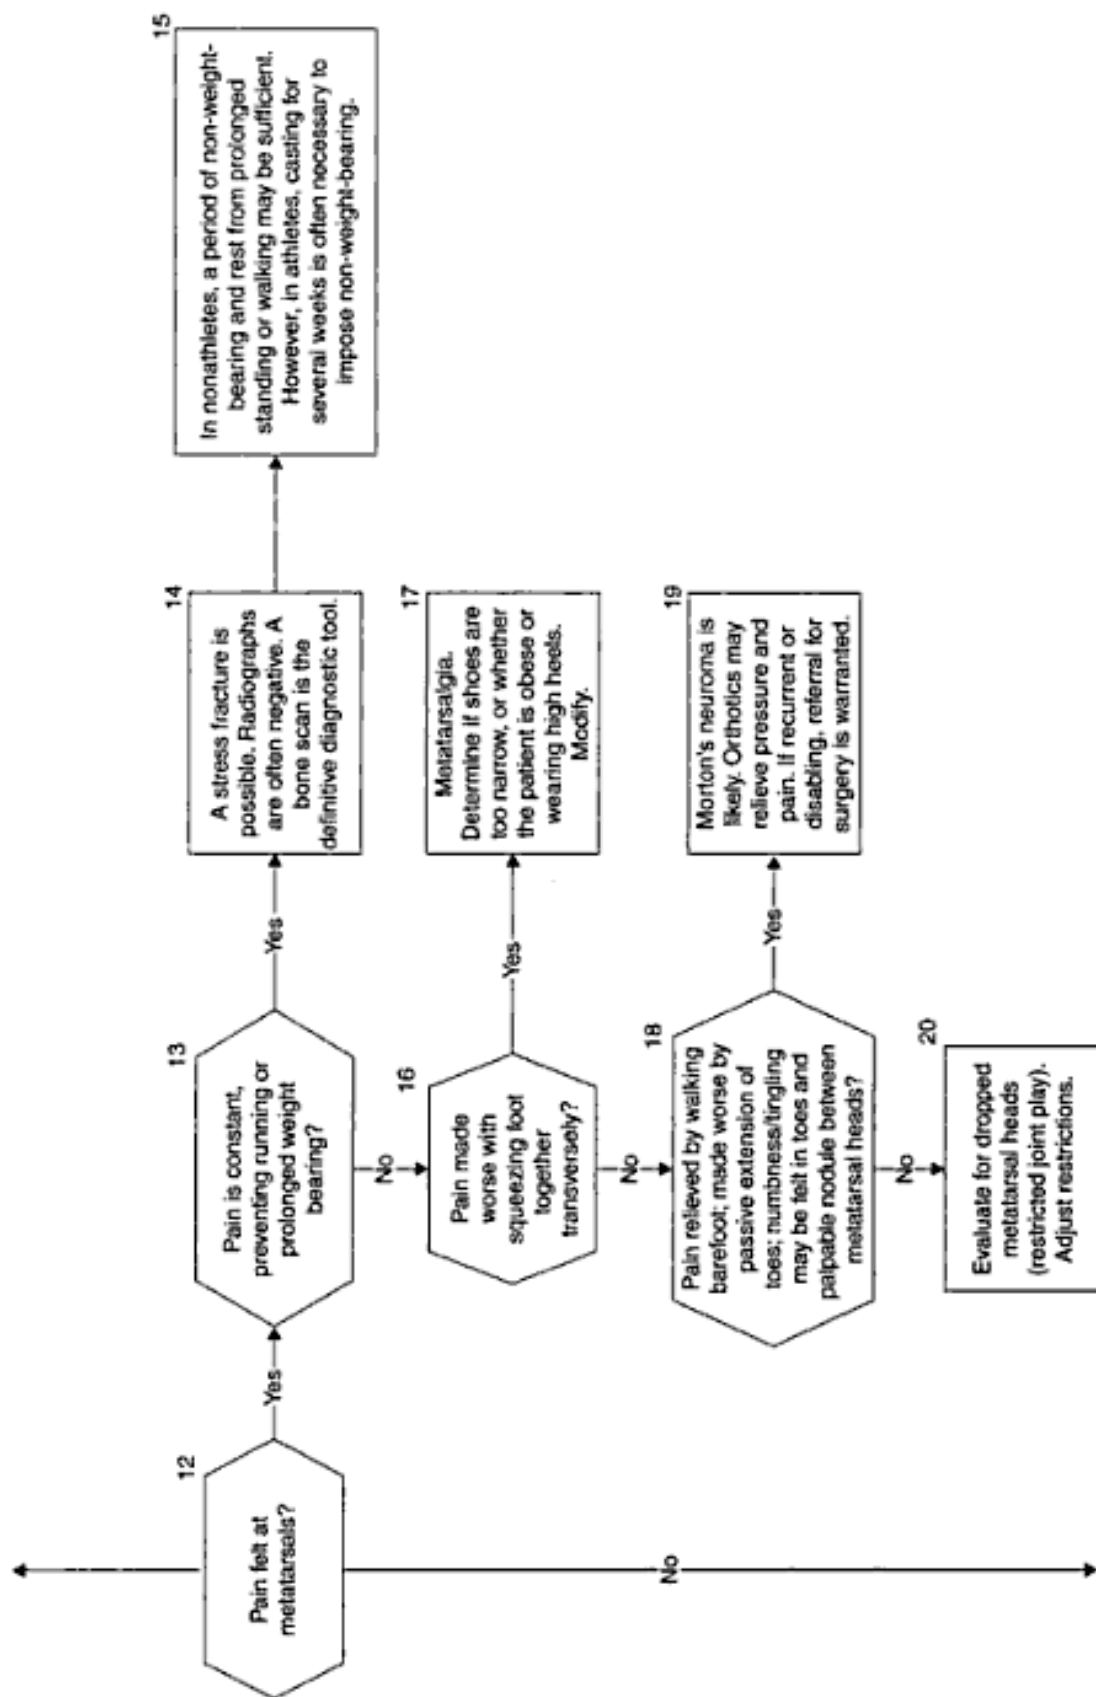 12
Pain felt at
metatarsals?
Yes
No
13
Pain is constant,
preventing running or
prolonged weight
bearing?
Yes
No
14
A stress fracture is
possible. Radiographs
are often negative. A
bone scan is the
definitive diagnostic tool.
15
In nonathletes, a period of non-weight-
bearing and rest from prolonged
standing or walking may be sufficient.
However, in athletes, casting for
several weeks is often necessary to
impose non-weight-bearing.
16
Pain made
worse with
squeezing foot
together
transversely?
Yes
No
17
Metatarsalgia.
Determine if shoes are
too narrow, or whether
the patient is obese or
wearing high heels.
Modify.
18
Pain relieved by walking
barefoot; made worse by
passive extension of
toes; numbness/tingling
may be felt in toes and
palpable nodule between
metatarsal heads?
Yes
No
19
Morton's neuroma is
likely. Orthotics may
relieve pressure and
pain. If recurrent or
disabling, referral for
surgery is warranted.
20
Evaluate for dropped
metatarsal heads
(restricted joint play).
Adjust restrictions.